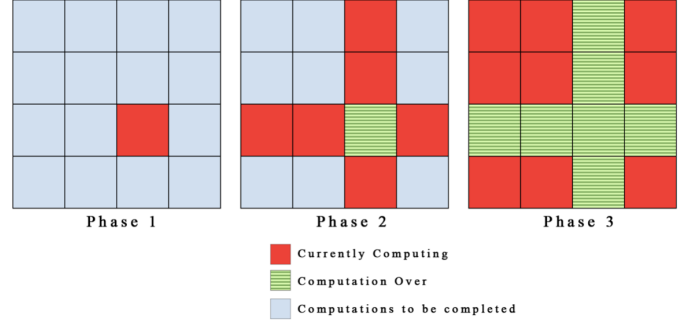 Phase 1
Phase 2
Phase 3
Currently Computing
Computation Over
Computations to be completed